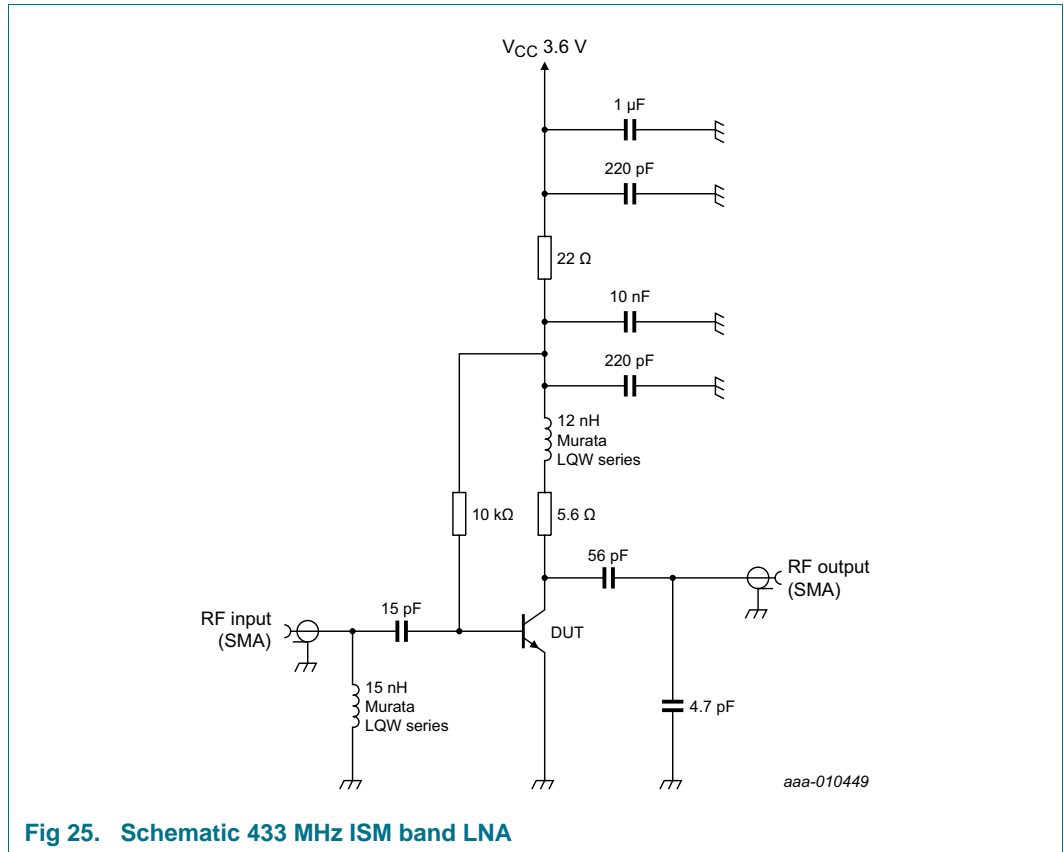 V_CC 3.6 V
1 µF
220 pF
22 Ω
10 nF
220 pF
12 nH
Murata
LQW series
10 kΩ
5.6 Ω
56 pF
RF output
(SMA)
15 pF
RF input
(SMA)
DUT
15 nH
Murata
LQW series
4.7 pF
aaa-010449
Fig 25. Schematic 433 MHz ISM band LNA